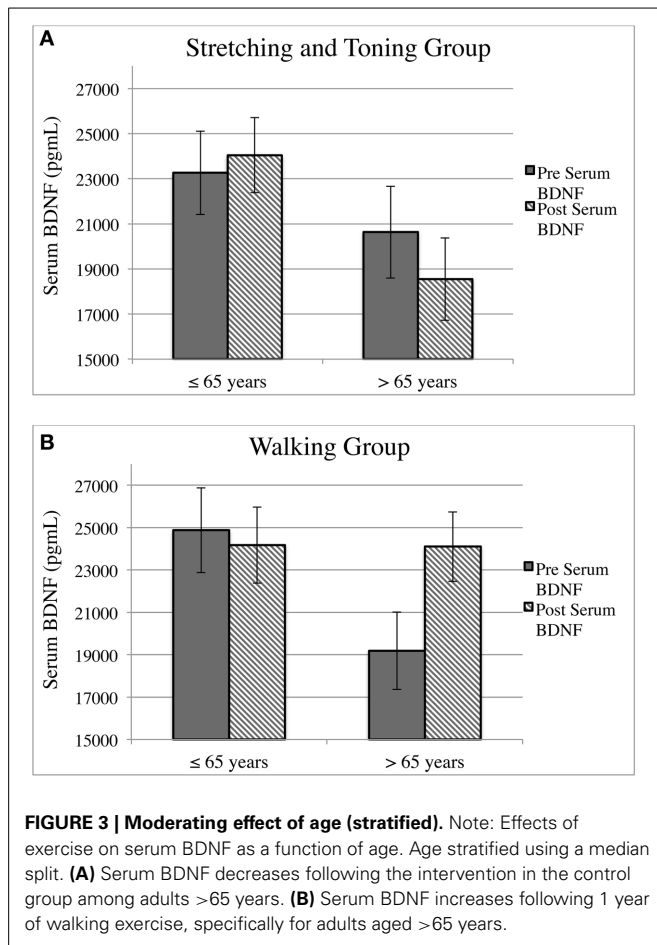 A
Stretching and Toning Group
27000
25000
23000
21000
19000
17000
15000
Serum BDNF (pgmL)
≤ 65 years
> 65 years
Pre Serum
BDNF
Post Serum
BDNF
B
Walking Group
27000
25000
23000
21000
19000
17000
15000
Serum BDNF (pgmL)
≤ 65 years
> 65 years
Pre Serum
BDNF
Post Serum
BDNF
FIGURE 3 | Moderating effect of age (stratified). Note: Effects of
exercise on serum BDNF as a function of age. Age stratified using a median
split. (A) Serum BDNF decreases following the intervention in the control
group among adults >65 years. (B) Serum BDNF increases following 1 year
of walking exercise, specifically for adults aged >65 years.